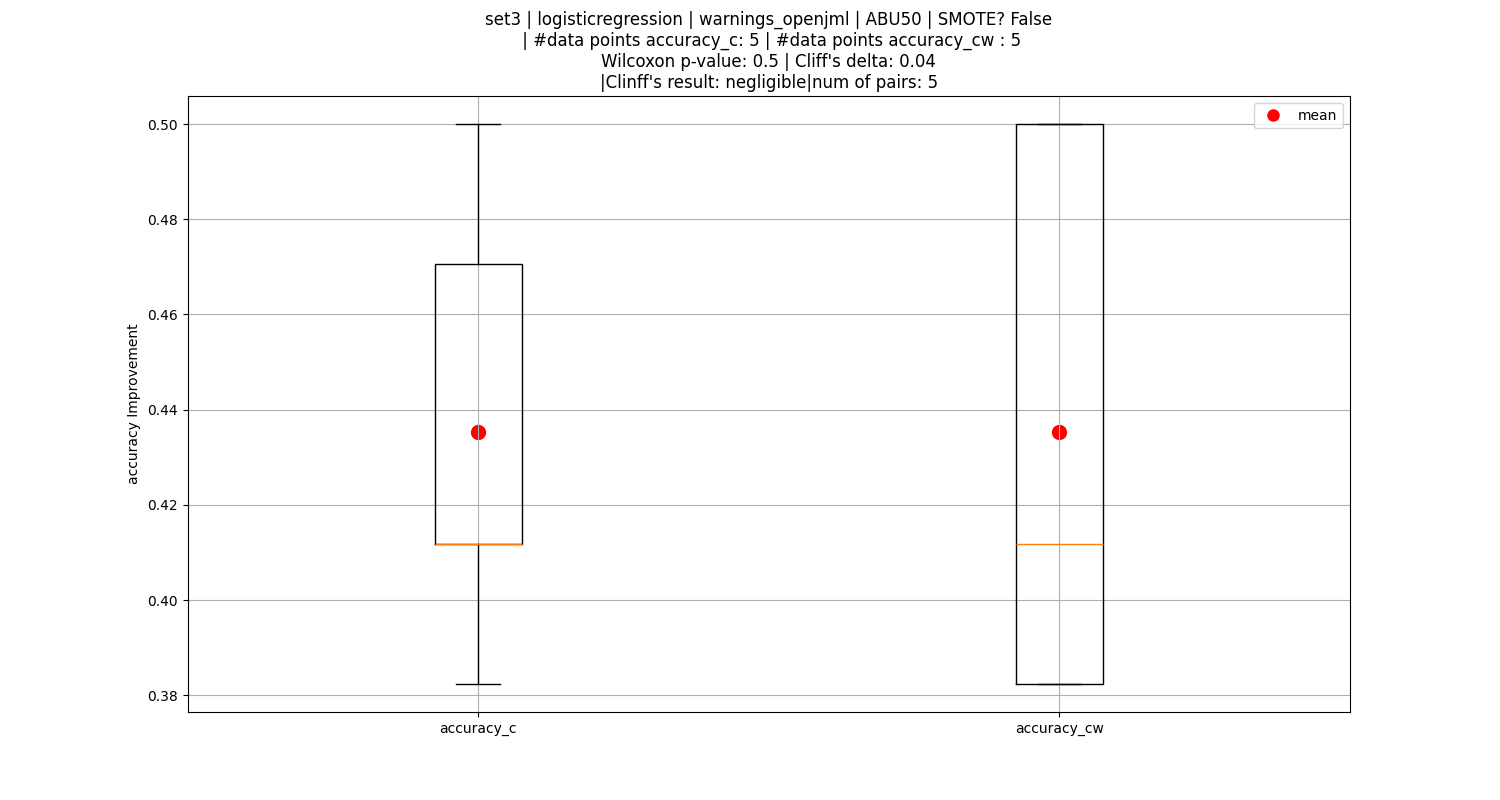 set3 | logisticregression | warnings_openjml | ABU50 | SMOTE? False
| #data points accuracy_c: 5 | #data points accuracy_cw : 5
Wilcoxon p-value: 0.5 | Cliff's delta: 0.04
|Clinff's result: negligible|num of pairs: 5
mean
0.50
0.48
0.46
0.44
0.42
0.40
0.38
accuracy Improvement
accuracy_c
accuracy_cw